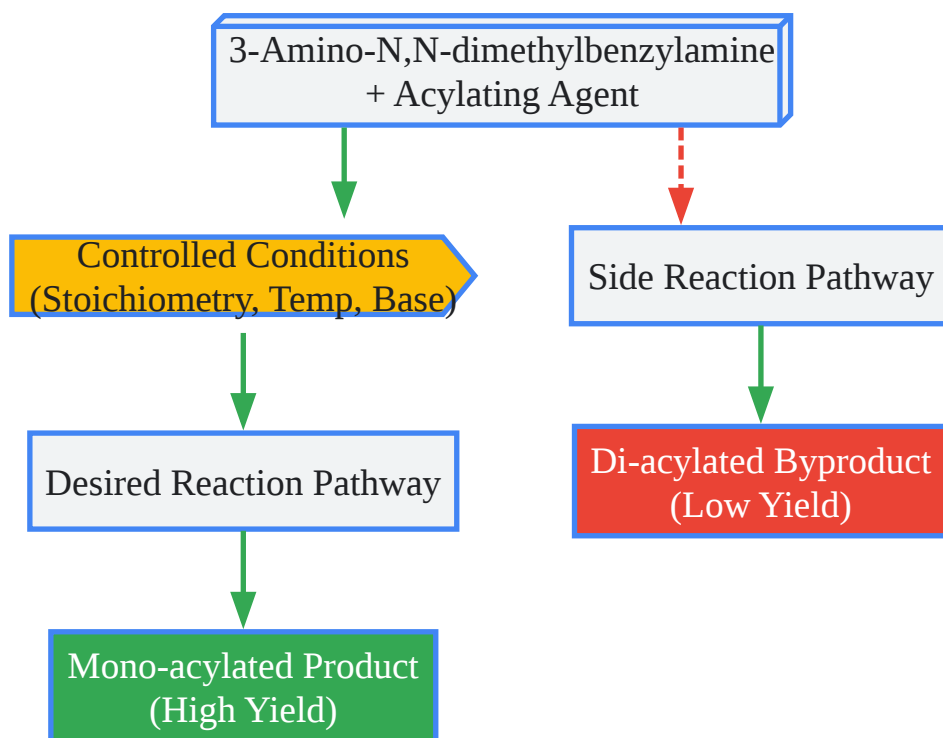 3-Amino-N,N-dimethylbenzylamine
+ Acylating Agent
Controlled Conditions
(Stoichiometry, Temp, Base)
Side Reaction Pathway
Desired Reaction Pathway
Di-acylated Byproduct
(Low Yield)
Mono-acylated Product
(High Yield)